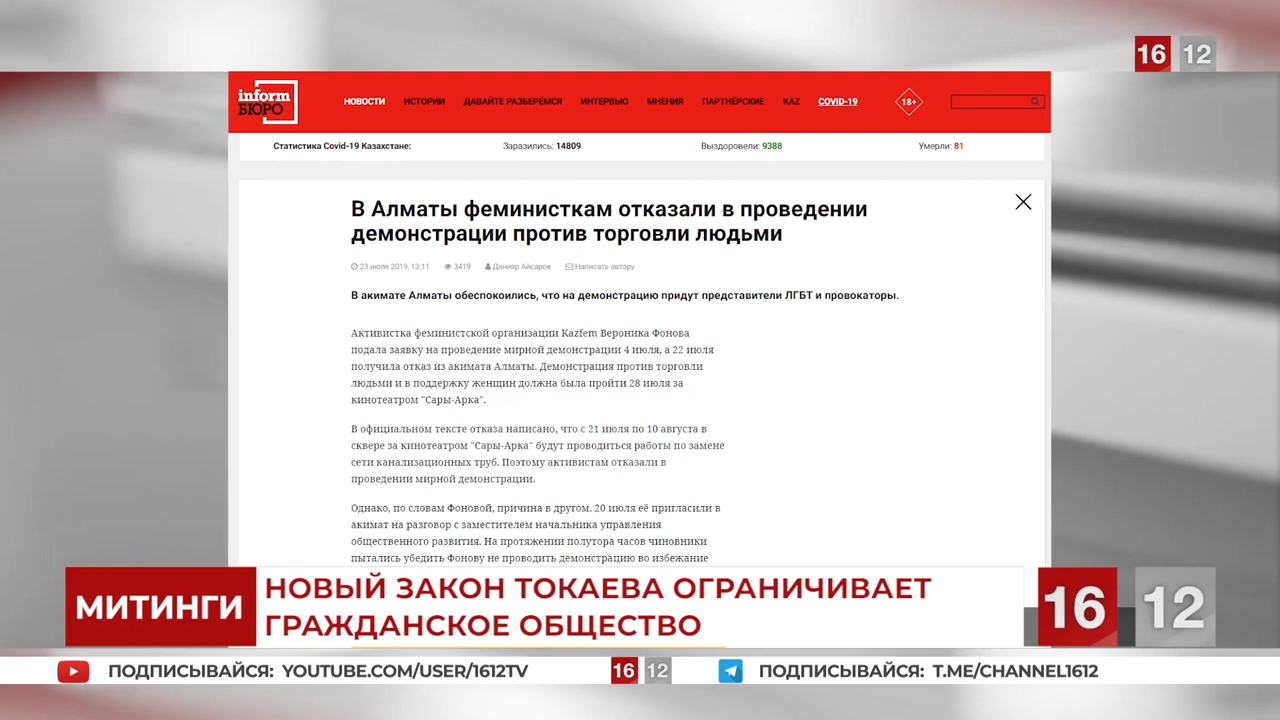 16 12
inform
БЮРО
НОВОСТИ ИСТОРИИ ДАВАЙТЕ РАЗБЕРЁМСЯ ИНТЕРВЬЮ МНЕНИЯ ПАРТНЁРСКИЕ KAZ COVID-19 18+
Статистика Covid-19 Казахстане: Заразились: 14809 Выздоровели: 9388 Умерли: 81
В Алматы феминисткам отказали в проведении
демонстрации против торговли людьми
23 июля 2019, 13:11 3419 Данияр Айсаров Написать автору
В акимате Алматы обеспокоились, что на демонстрацию придут представители ЛГБТ и провокаторы.
Активистка феминистской организации Kazfem Вероника Фонова
подала заявку на проведение мирной демонстрации 4 июля, а 22 июля
получила отказ из акимата Алматы. Демонстрация против торговли
людьми и в поддержку женщин должна была пройти 28 июля за
кинотеатром "Сары-Арка".
В официальном тексте отказа написано, что с 21 июля по 10 августа в
сквере за кинотеатром "Сары-Арка" будут проводиться работы по замене
сети канализационных труб. Поэтому активистам отказали в
проведении мирной демонстрации.
Однако, по словам Фоновой, причина в другом. 20 июля её пригласили в
акимат на разговор с заместителем начальника управления
общественного развития. На протяжении полутора часов чиновники
пытались убедить Фонову не проводить демонстрацию во избежание
МИТИНГИ
НОВЫЙ ЗАКОН ТОКАЕВА ОГРАНИЧИВАЕТ
ГРАЖДАНСКОЕ ОБЩЕСТВО
16 12
ПОДПИСЫВАЙСЯ: YOUTUBE.COM/USER/1612TV 16 12 ПОДПИСЫВАЙСЯ: T.ME/CHANNEL1612